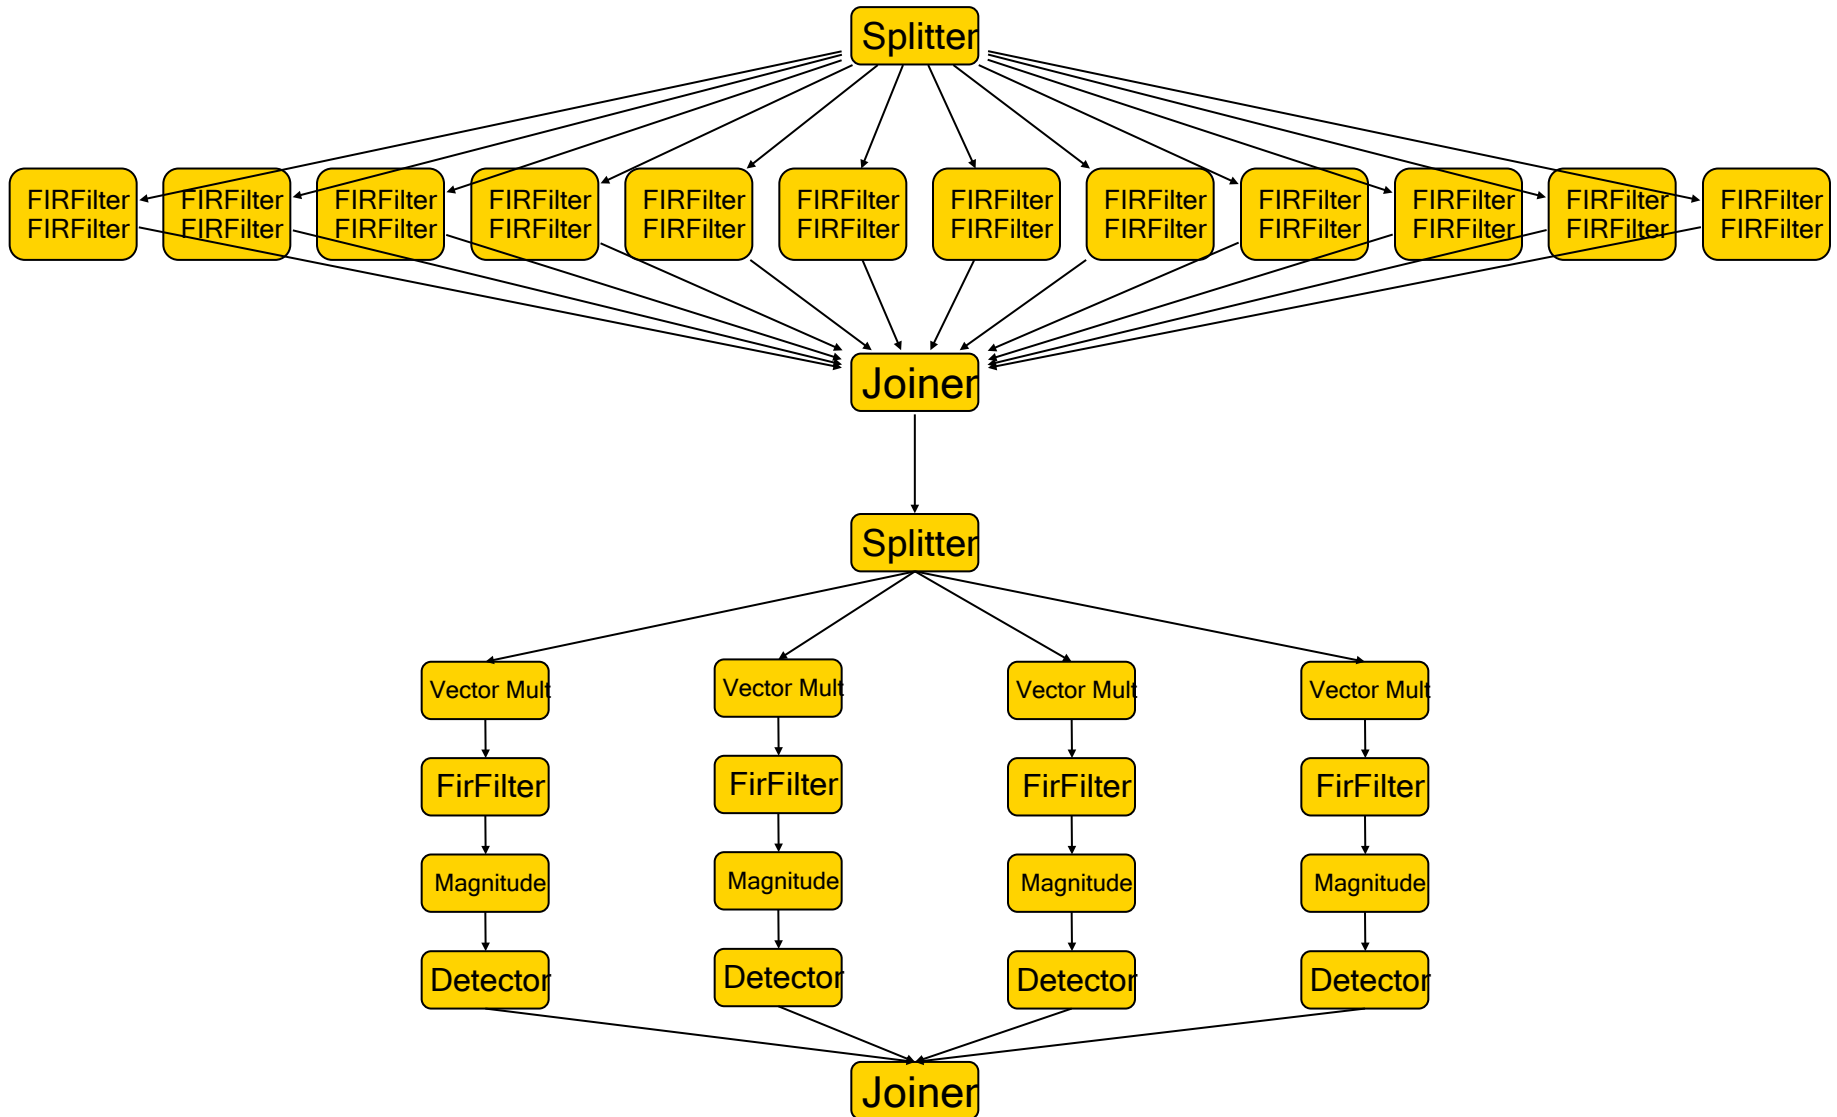 Splitter
FIRFilter FIRFilter FIRFilter FIRFilter FIRFilter FIRFilter FIRFilter FIRFilter FIRFilter FIRFilter FIRFilter FIRFilter
FIRFilter FIRFilter FIRFilter FIRFilter FIRFilter FIRFilter FIRFilter FIRFilter FIRFilter FIRFilter FIRFilter FIRFilter
Joiner
Splitter
Vector Mult Vector Mult Vector Mult Vector Mult
FirFilter FirFilter FirFilter FirFilter
Magnitude Magnitude Magnitude Magnitude
Detector Detector Detector Detector
Joiner